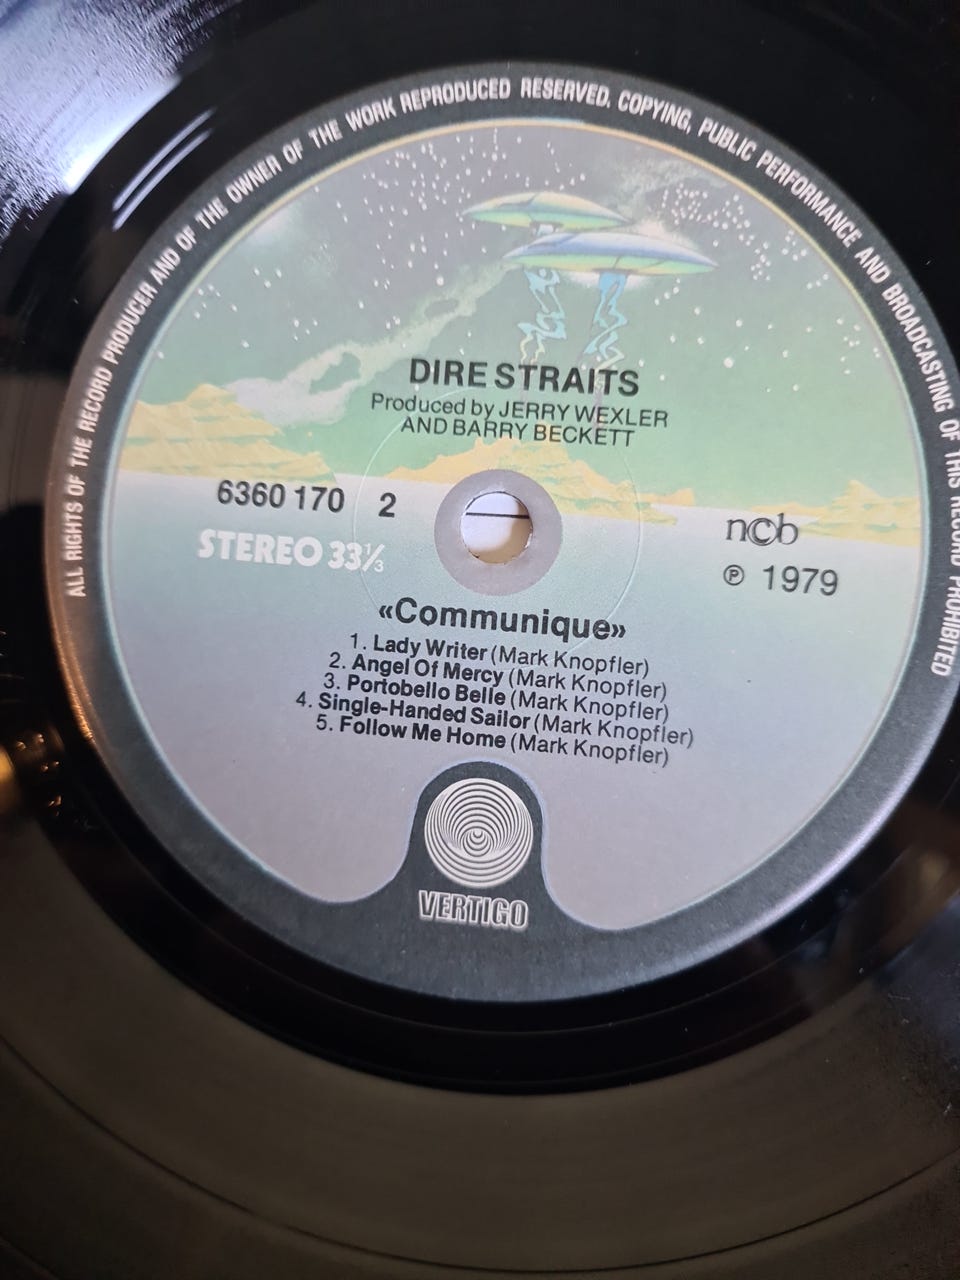 ALL RIGHTS OF THE RECORD PRODUCER AND OF THE OWNER OF THE WORK REPRODUCED RESERVED. COPYING, PUBLIC PERFORMANCE AND BROADCASTING OF THIS RECORD PROHIBITED
DIRE STRAITS
Produced by JERRY WEXLER
AND BARRY BECKETT
6360 170 2
STEREO 33⅓
ncb
℗ 1979
«Communique»
1. Lady Writer (Mark Knopfler)
2. Angel Of Mercy (Mark Knopfler)
3. Portobello Belle (Mark Knopfler)
4. Single-Handed Sailor (Mark Knopfler)
5. Follow Me Home (Mark Knopfler)
VERTIGO